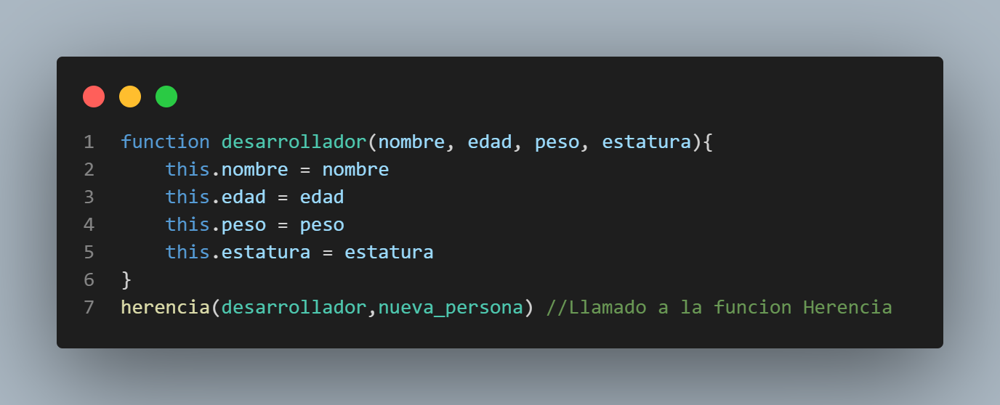 1 function desarrollador(nombre, edad, peso, estatura){
2     this.nombre = nombre
3     this.edad = edad
4     this.peso = peso
5     this.estatura = estatura
6 }
7 herencia(desarrollador,nueva_persona) //Llamado a la funcion Herencia